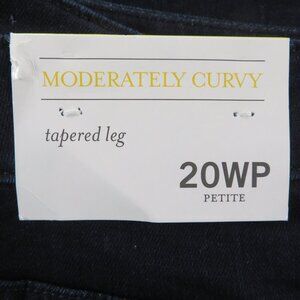 MODERATELY CURVY
tapered leg
20WP
PETITE